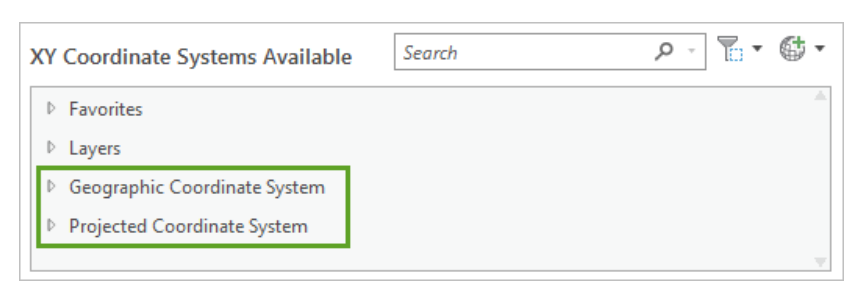 XY Coordinate Systems Available
Search
Favorites
Layers
Geographic Coordinate System
Projected Coordinate System